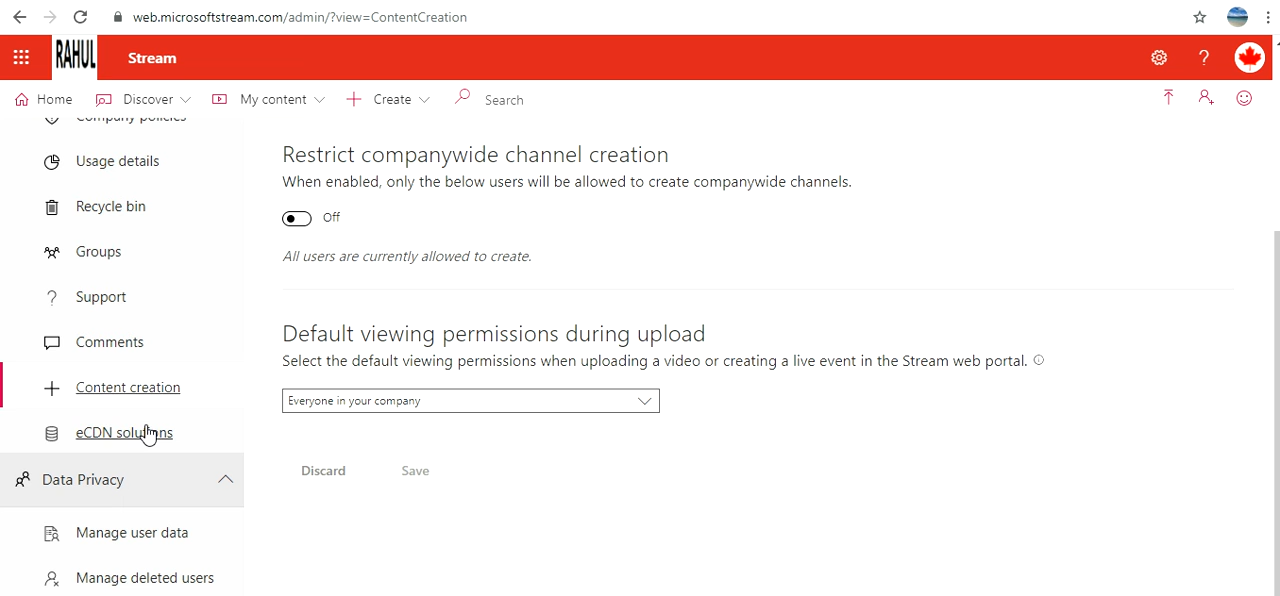 web.microsoftstream.com/admin/?view=ContentCreation
RAHUL
Stream
?
Home
Discover
My content
Create
Search
Company policies
Usage details
Recycle bin
Groups
? Support
Comments
Content creation
eCDN solutions
Data Privacy
Manage user data
Manage deleted users
Restrict companywide channel creation
When enabled, only the below users will be allowed to create companywide channels.
Off
All users are currently allowed to create.
Default viewing permissions during upload
Select the default viewing permissions when uploading a video or creating a live event in the Stream web portal.
Everyone in your company
Discard
Save